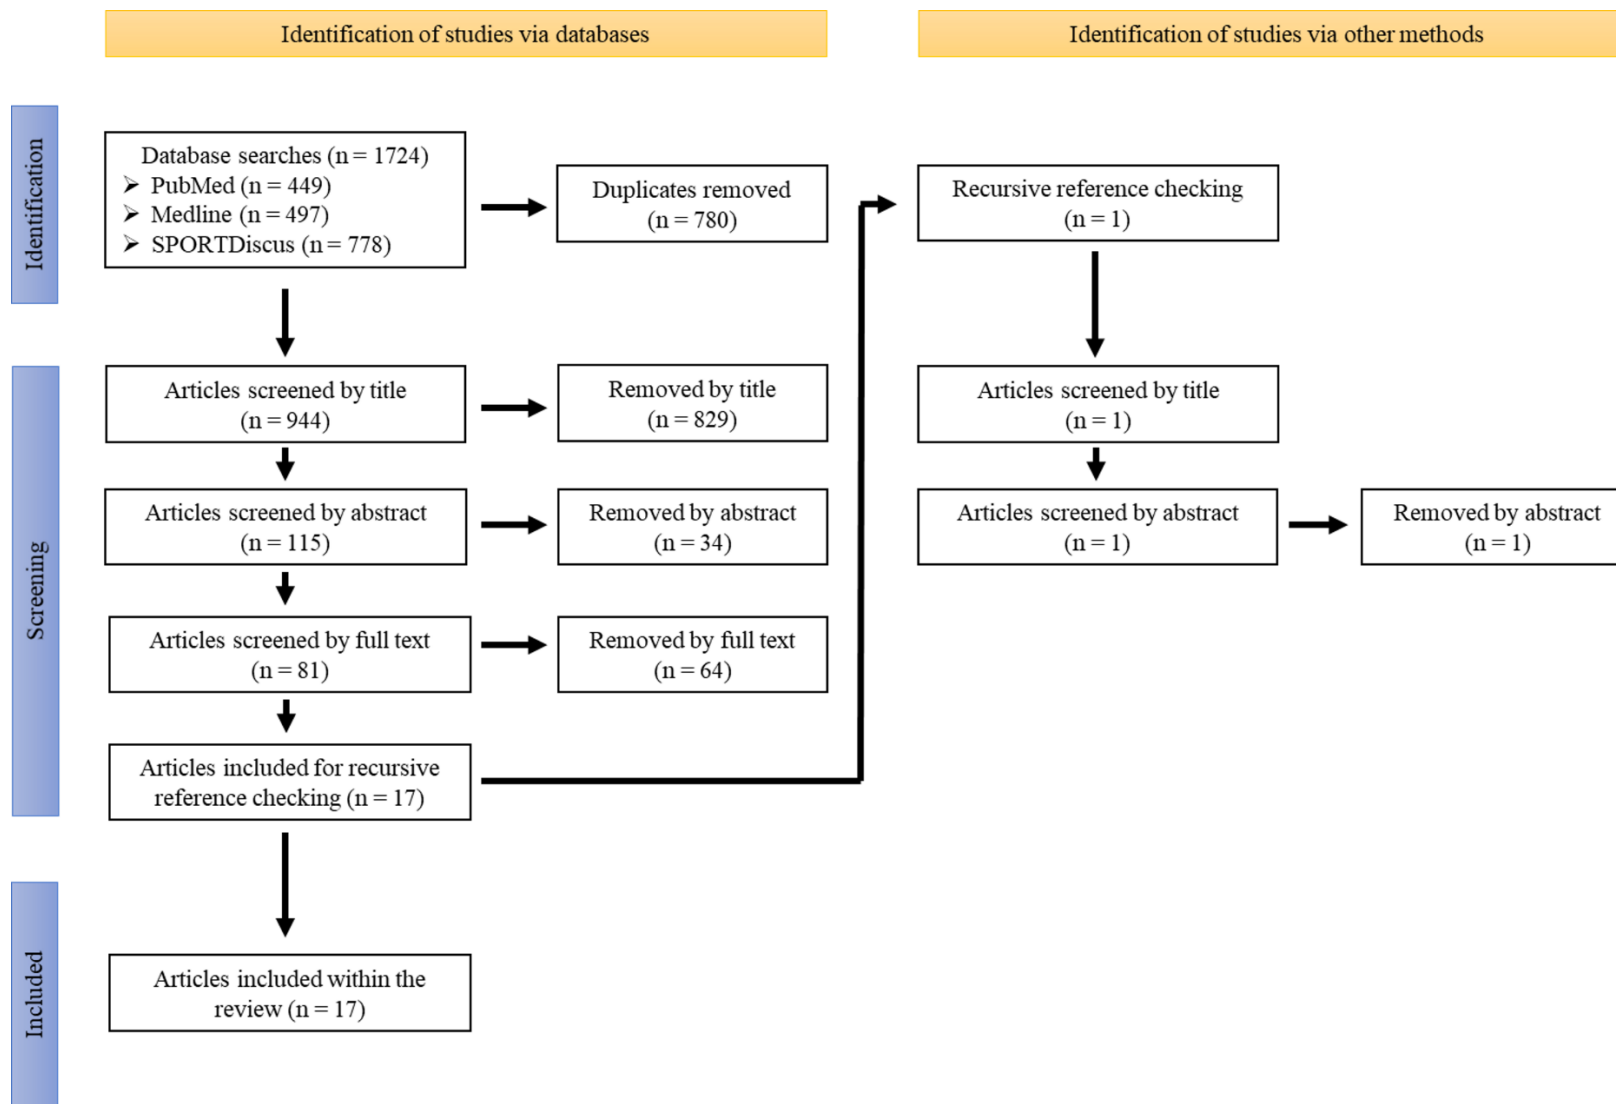 Identification of studies via databases
Identification of studies via other methods
Identification
Database searches (n = 1724)
➢ PubMed (n = 449)
➢ Medline (n = 497)
➢ SPORTDiscus (n = 778)
Duplicates removed
(n = 780)
Recursive reference checking
(n = 1)
Screening
Articles screened by title
(n = 944)
Removed by title
(n = 829)
Articles screened by title
(n = 1)
Articles screened by abstract
(n = 115)
Removed by abstract
(n = 34)
Articles screened by abstract
(n = 1)
Removed by abstract
(n = 1)
Articles screened by full text
(n = 81)
Removed by full text
(n = 64)
Articles included for recursive
reference checking (n = 17)
Included
Articles included within the
review (n = 17)